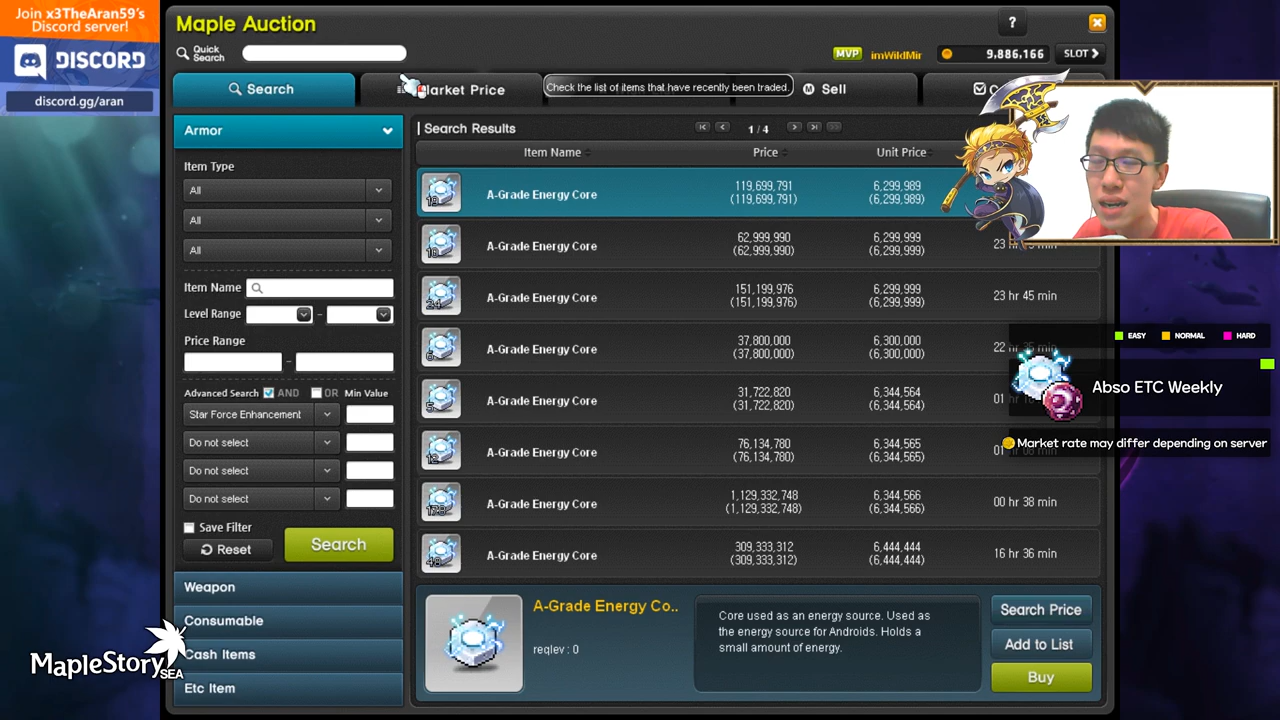 Join x3TheAran59's
Discord server!
DISCORD
discord.gg/aran
Maple Auction
?
Quick
Search
MVP
imWildMir
9,886,166
SLOT
Search
Market Price
Check the list of items that have recently been traded.
Sell
Armor
Item Type
All
All
All
Item Name
Level Range
-
Price Range
-
Advanced Search AND OR Min Value
Star Force Enhancement
Do not select
Do not select
Do not select
Save Filter
Reset
Search
Weapon
Consumable
Cash Items
Etc Item
Search Results
1 / 4
Item Name
Price
Unit Price
A-Grade Energy Core
119,699,791
(119,699,791)
6,299,989
(6,299,989)
A-Grade Energy Core
62,999,990
(62,999,990)
6,299,999
(6,299,999)
A-Grade Energy Core
151,199,976
(151,199,976)
6,299,999
(6,299,999)
23 hr 45 min
A-Grade Energy Core
37,800,000
(37,800,000)
6,300,000
(6,300,000)
A-Grade Energy Core
31,722,820
(31,722,820)
6,344,564
(6,344,564)
A-Grade Energy Core
76,134,780
(76,134,780)
6,344,565
(6,344,565)
A-Grade Energy Core
1,129,332,748
(1,129,332,748)
6,344,566
(6,344,566)
00 hr 38 min
A-Grade Energy Core
309,333,312
(309,333,312)
6,444,444
(6,444,444)
16 hr 36 min
EASY
NORMAL
HARD
Abso ETC Weekly
Market rate may differ depending on server
A-Grade Energy Co..
reqlev : 0
Core used as an energy source. Used as
the energy source for Androids. Holds a
small amount of energy.
Search Price
Add to List
Buy
MapleStory
SEA